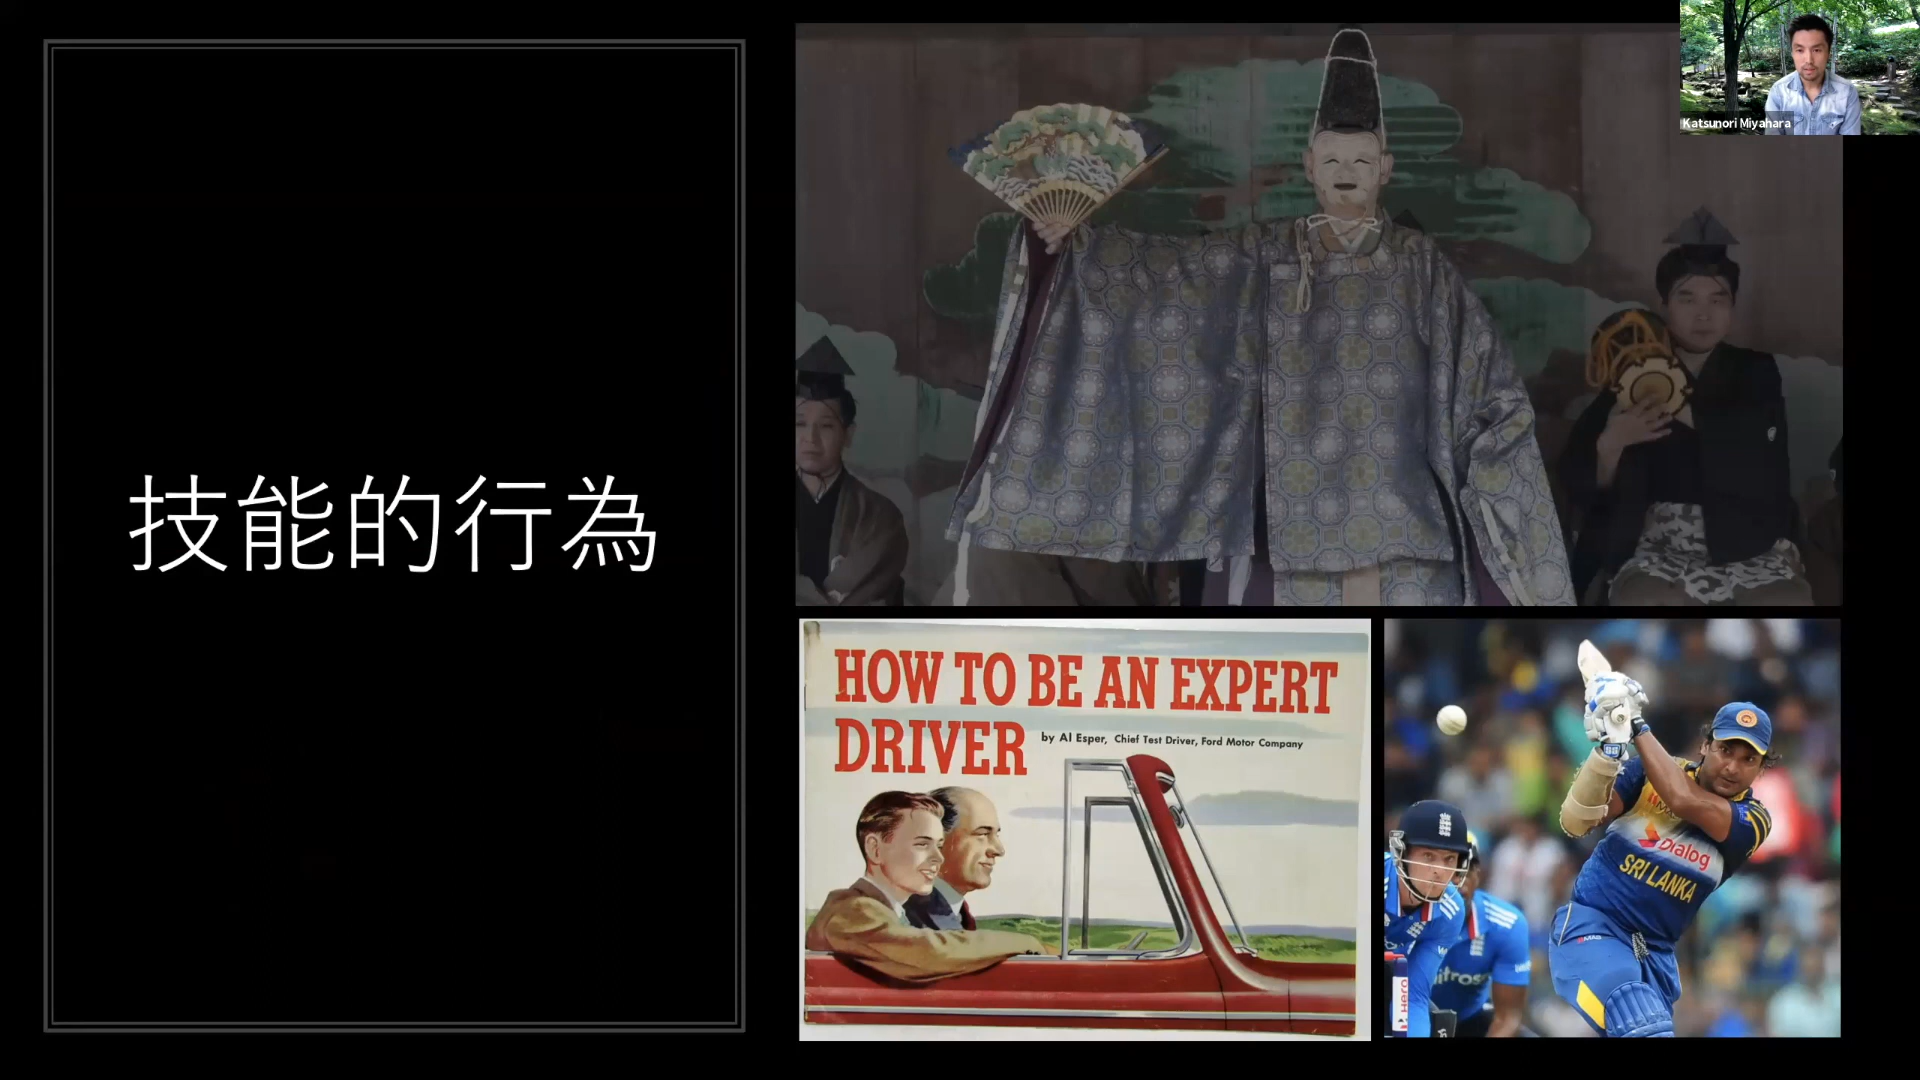 技能的行為
Katsunori Miyahara
HOW TO BE AN EXPERT
DRIVER
by Al Esper, Chief Test Driver, Ford Motor Company
Dialog
SRI LANKA